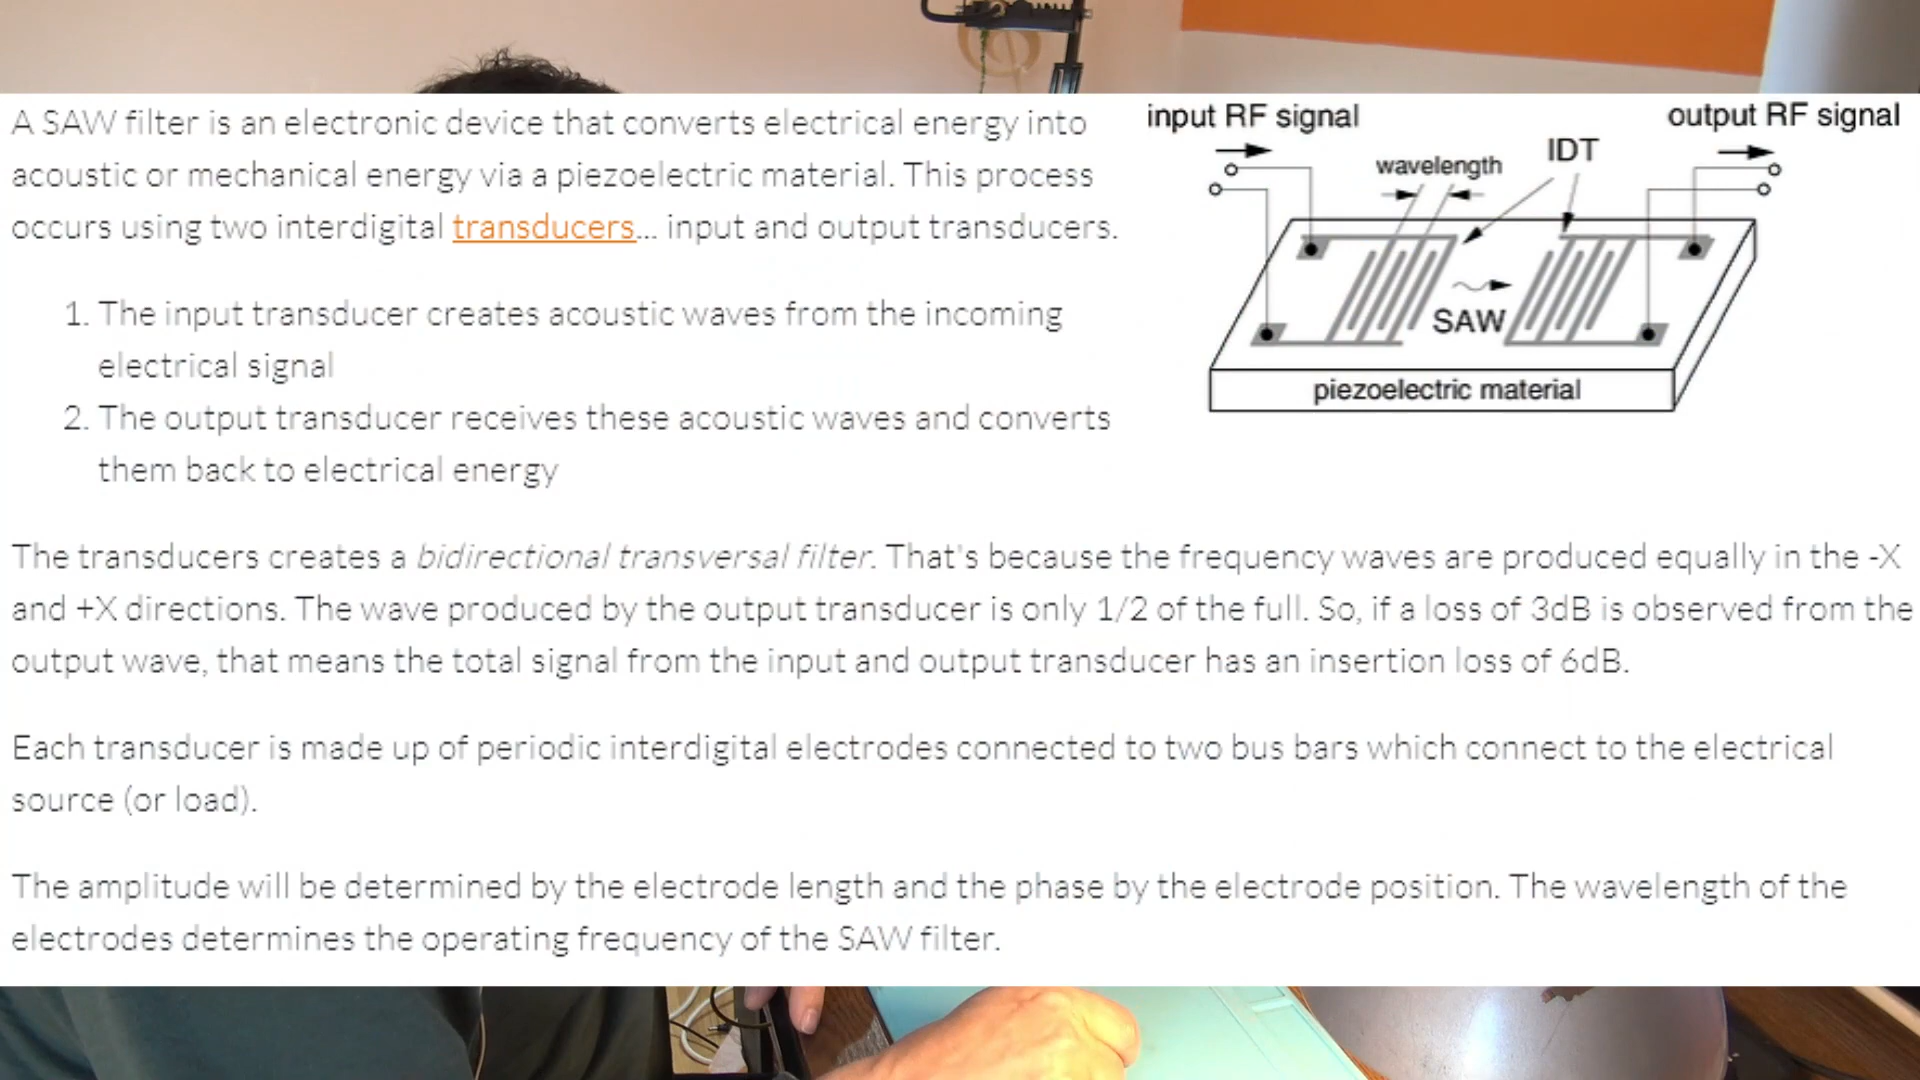 A SAW filter is an electronic device that converts electrical energy into
acoustic or mechanical energy via a piezoelectric material. This process
occurs using two interdigital transducers... input and output transducers.
1. The input transducer creates acoustic waves from the incoming
electrical signal
2. The output transducer receives these acoustic waves and converts
them back to electrical energy
input RF signal
output RF signal
wavelength
IDT
SAW
piezoelectric material
The transducers creates a bidirectional transversal filter. That's because the frequency waves are produced equally in the -X
and +X directions. The wave produced by the output transducer is only 1/2 of the full. So, if a loss of 3dB is observed from the
output wave, that means the total signal from the input and output transducer has an insertion loss of 6dB.
Each transducer is made up of periodic interdigital electrodes connected to two bus bars which connect to the electrical
source (or load).
The amplitude will be determined by the electrode length and the phase by the electrode position. The wavelength of the
electrodes determines the operating frequency of the SAW filter.